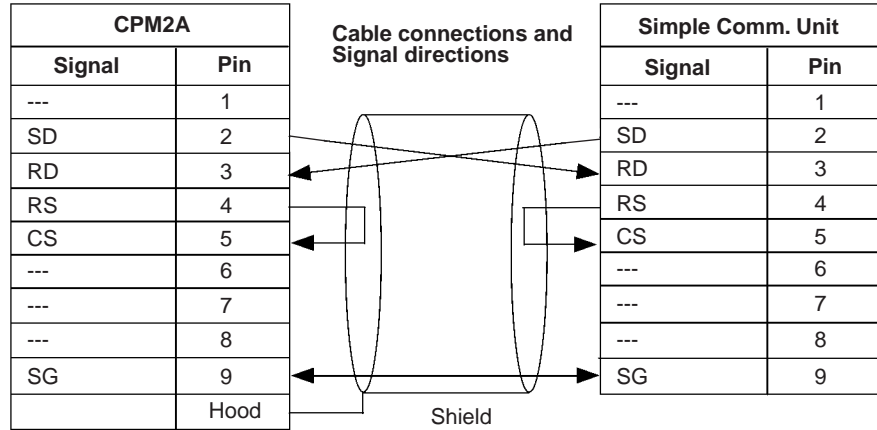 CPM2A
Cable connections and
Signal directions
Simple Comm. Unit
Signal Pin
Signal Pin
--- 1
--- 1
SD 2
SD 2
RD 3
RD 3
RS 4
RS 4
CS 5
CS 5
--- 6
--- 6
--- 7
--- 7
--- 8
--- 8
SG 9
SG 9
Hood
Shield